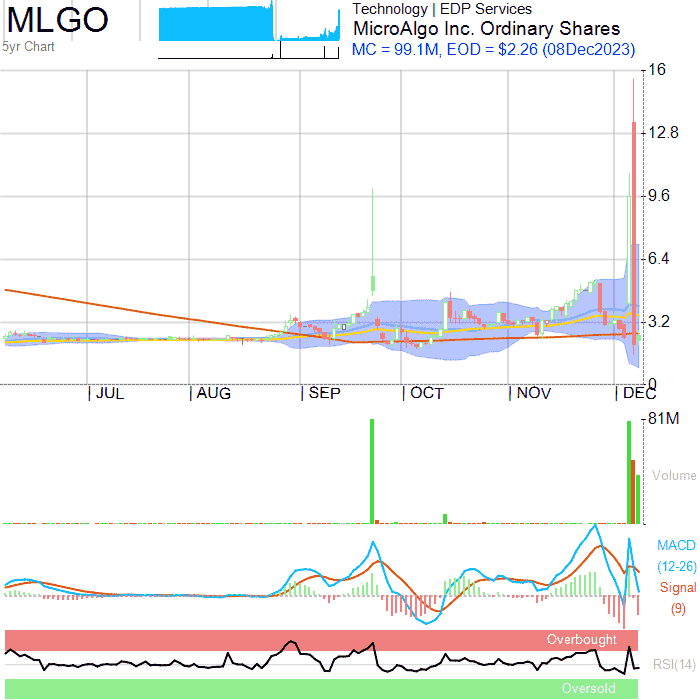 MLGO
5yr Chart
Technology | EDP Services
MicroAlgo Inc. Ordinary Shares
MC = 99.1M, EOD = $2.26 (08Dec2023)
16
12.8
9.6
6.4
3.2
0
JUL
AUG
SEP
OCT
NOV
DEC
81M
Volume
MACD
(12-26)
Signal
(9)
Overbought
RSI(14)
Oversold